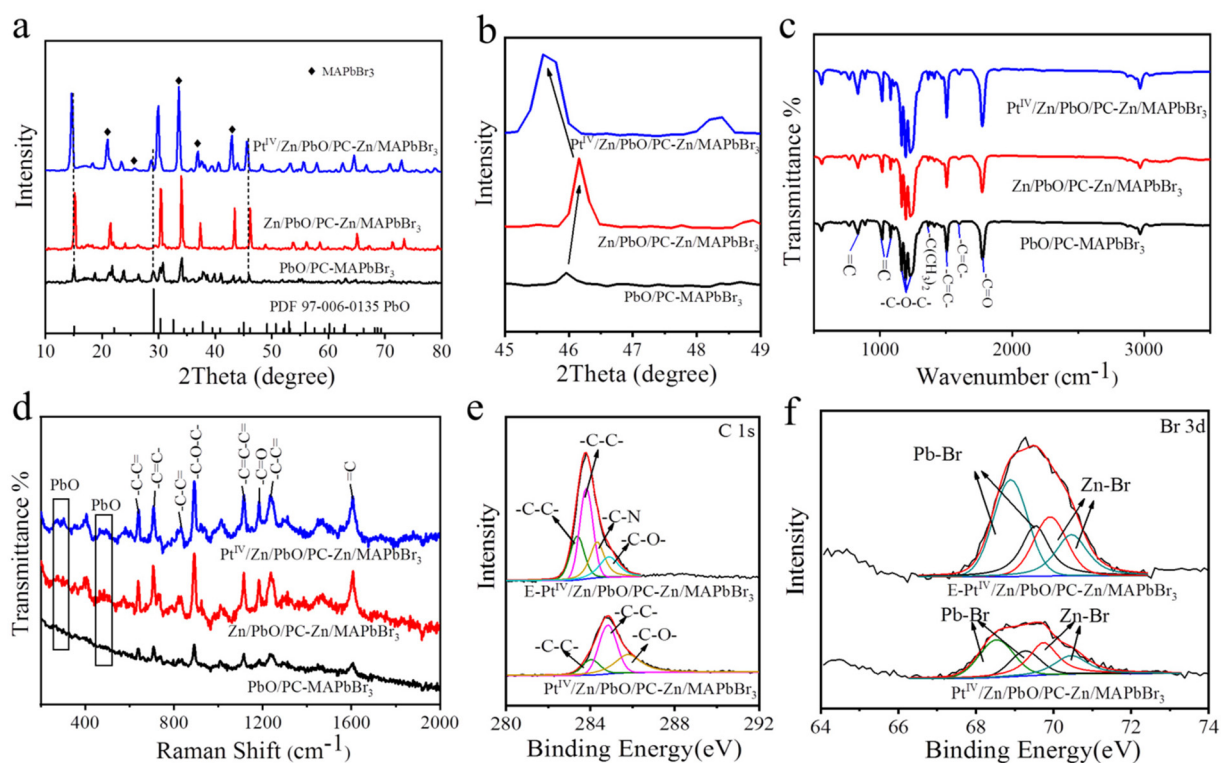 a
MAPbBr3
Pt^IV/Zn/PbO/PC-Zn/MAPbBr₃
Zn/PbO/PC-Zn/MAPbBr₃
PbO/PC-MAPbBr₃
PDF 97-006-0135 PbO
Intensity
10 20 30 40 50 60 70 80
2Theta (degree)
b
Pt^IV/Zn/PbO/PC-Zn/MAPbBr₃
Zn/PbO/PC-Zn/MAPbBr₃
PbO/PC-MAPbBr₃
Intensity
45 46 47 48 49
2Theta (degree)
c
Pt^IV/Zn/PbO/PC-Zn/MAPbBr₃
Zn/PbO/PC-Zn/MAPbBr₃
PbO/PC-MAPbBr₃
=C
=C
-C-O-C-
-C(CH₃)₂
-C=C-
-C=C-
-C=O
Transmittance %
1000 2000 3000
Wavenumber (cm⁻¹)
d
PbO
PbO
-C-C=
-C=C-
-C-C=
-C-O-C-
=C-C-C=
-C=O
-C-C=
=C
Pt^IV/Zn/PbO/PC-Zn/MAPbBr₃
Zn/PbO/PC-Zn/MAPbBr₃
PbO/PC-MAPbBr₃
Transmittance %
400 800 1200 1600 2000
Raman Shift (cm⁻¹)
e
C 1s
-C-C-
-C-C-
-C-N
-C-O-
E-Pt^IV/Zn/PbO/PC-Zn/MAPbBr₃
-C-C-
-C-C-
-C-O-
Pt^IV/Zn/PbO/PC-Zn/MAPbBr₃
Intensity
280 284 288 292
Binding Energy(eV)
f
Br 3d
Pb-Br
Zn-Br
E-Pt^IV/Zn/PbO/PC-Zn/MAPbBr₃
Pb-Br
Zn-Br
Pt^IV/Zn/PbO/PC-Zn/MAPbBr₃
Intensity
64 66 68 70 72 74
Binding Energy(eV)